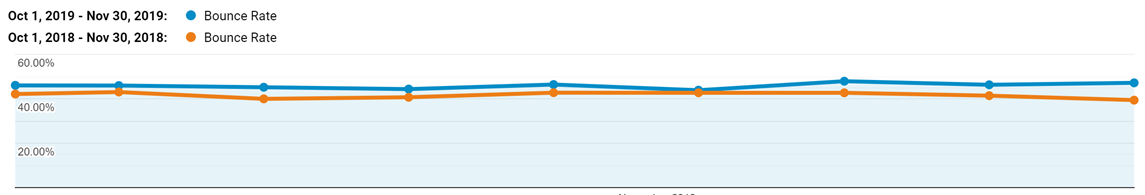 Oct 1, 2019 - Nov 30, 2019: Bounce Rate
Oct 1, 2018 - Nov 30, 2018: Bounce Rate
60.00%
40.00%
20.00%